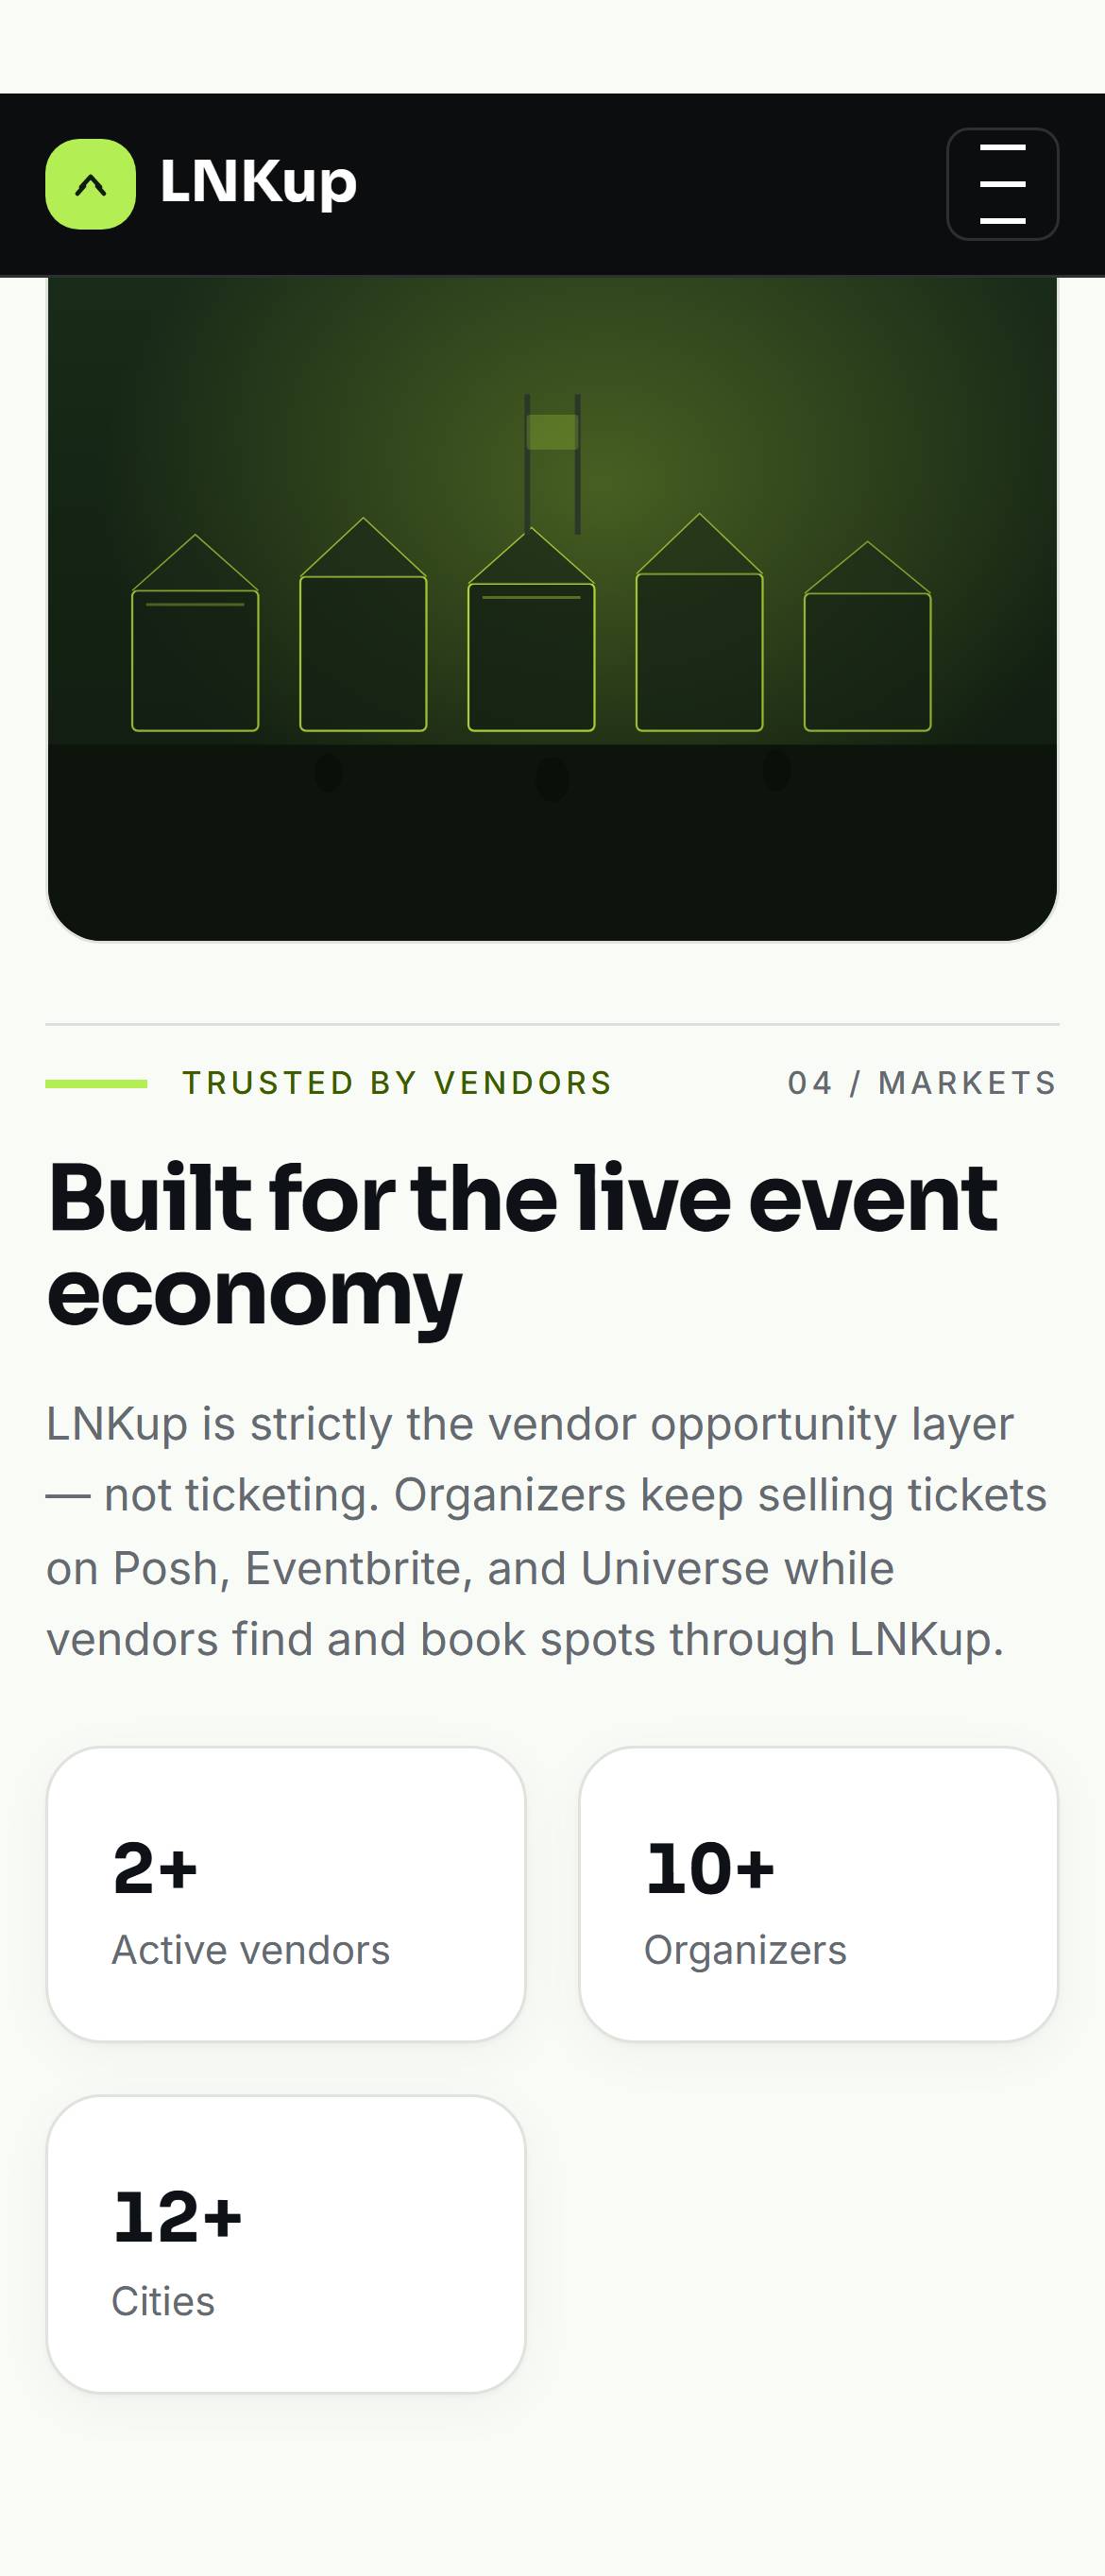 LNKup
TRUSTED BY VENDORS
04 / MARKETS
Built for the live event
economy
LNKup is strictly the vendor opportunity layer
— not ticketing. Organizers keep selling tickets
on Posh, Eventbrite, and Universe while
vendors find and book spots through LNKup.
2+
Active vendors
10+
Organizers
12+
Cities